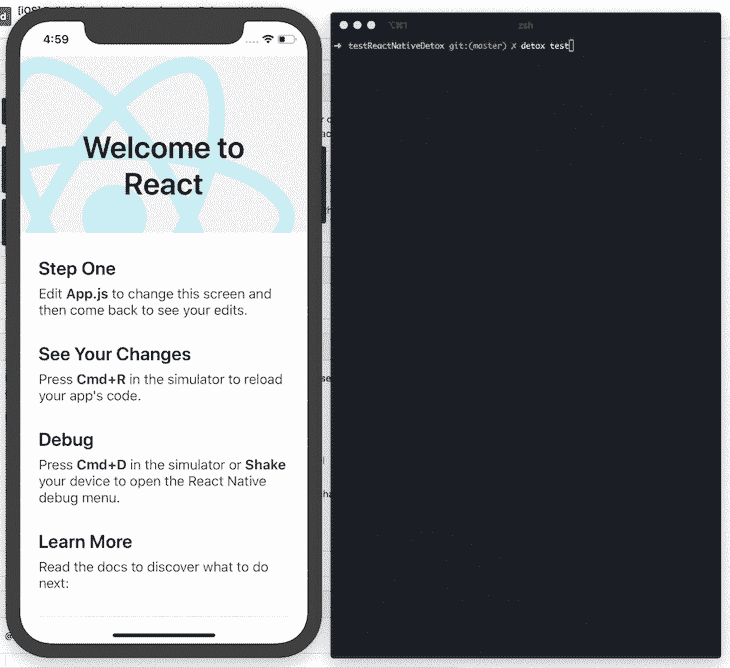 4:59
Welcome to
React
Step One
Edit App.js to change this screen and
then come back to see your edits.
See Your Changes
Press Cmd+R in the simulator to reload
your app's code.
Debug
Press Cmd+D in the simulator or Shake
your device to open the React Native
debug menu.
Learn More
Read the docs to discover what to do
next:
⌥⌘1 zsh
➜ testReactNativeDetox git:(master) ✗ detox test